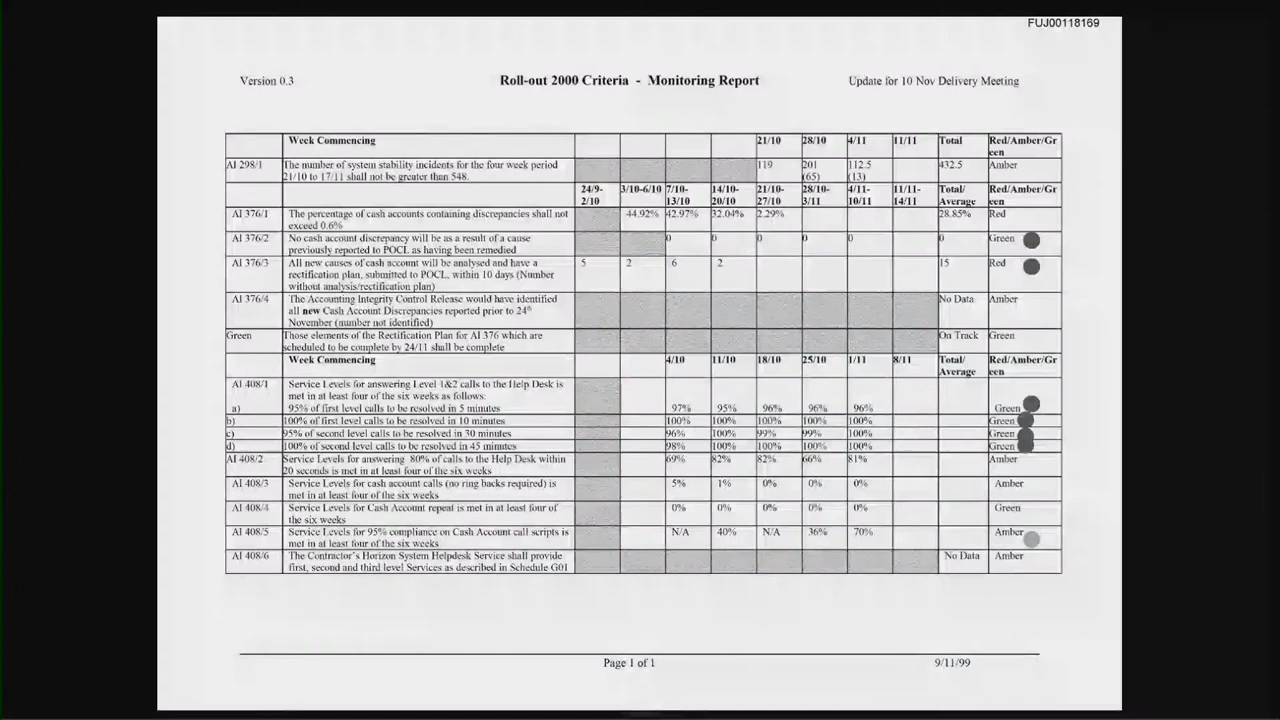 FUJ00118169
Version 0.3 Roll-out 2000 Criteria - Monitoring Report Update for 10 Nov Delivery Meeting
Week Commencing 21/10 28/10 4/11 11/11 Total Red/Amber/Gr
een
AI 298/1 The number of system stability incidents for the four week period 119 201 112.5 432.5 Amber
21/10 to 17/11 shall not be greater than 548. (65) (13)
24/9- 3/10-6/10 7/10- 14/10- 21/10- 28/10- 4/11- 11/11- Total/ Red/Amber/Gr
2/10 13/10 20/10 27/10 3/11 10/11 14/11 Average een
AI 376/1 The percentage of cash accounts containing discrepancies shall not 44.92% 42.97% 32.04% 2.29% 28.85% Red
exceed 0.6%
AI 376/2 No cash account discrepancy will be as a result of a cause 0 0 0 0 0 0 Green
previously reported to POCL as having been remedied
AI 376/3 All new causes of cash account will be analysed and have a 5 2 6 2 15 Red
rectification plan, submitted to POCL, within 10 days (Number
without analysis/rectification plan)
AI 376/4 The Accounting Integrity Control Release would have identified No Data Amber
all new Cash Account Discrepancies reported prior to 24th
November (number not identified)
Green Those elements of the Rectification Plan for AI 376 which are On Track Green
scheduled to be complete by 24/11 shall be complete
Week Commencing 4/10 11/10 18/10 25/10 1/11 8/11 Total/ Red/Amber/Gr
Average een
AI 408/1 Service Levels for answering Level 1&2 calls to the Help Desk is
met in at least four of the six weeks as follows:
a) 95% of first level calls to be resolved in 5 minutes 97% 95% 96% 96% 96% Green
b) 100% of first level calls to be resolved in 10 minutes 100% 100% 100% 100% 100% Green
c) 95% of second level calls to be resolved in 30 minutes 96% 100% 99% 99% 100% Green
d) 100% of second level calls to be resolved in 45 minutes 98% 100% 100% 100% 100% Green
AI 408/2 Service Levels for answering 80% of calls to the Help Desk within 69% 82% 82% 66% 81% Amber
20 seconds is met in at least four of the six weeks
AI 408/3 Service Levels for cash account calls (no ring backs required) is 5% 1% 0% 0% 0% Amber
met in at least four of the six weeks
AI 408/4 Service Levels for Cash Account repeat is met in at least four of 0% 0% 0% 0% 0% Green
the six weeks
AI 408/5 Service Levels for 95% compliance on Cash Account call scripts is N/A 40% N/A 36% 70% Amber
met in at least four of the six weeks
AI 408/6 The Contractor's Horizon System Helpdesk Service shall provide No Data Amber
first, second and third level Services as described in Schedule G01
Page 1 of 1 9/11/99